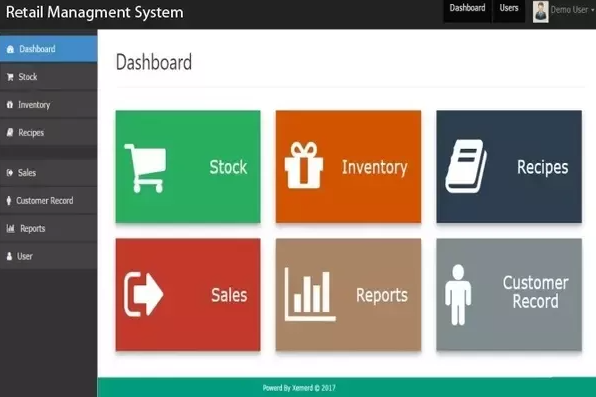 Retail Managment System
Dashboard
Users
Demo User
Dashboard
Stock
Inventory
Recipes
Sales
Customer Record
Reports
User
Dashboard
Stock
Inventory
Recipes
Sales
Reports
Customer
Record
Powerd By Xemerd © 2017